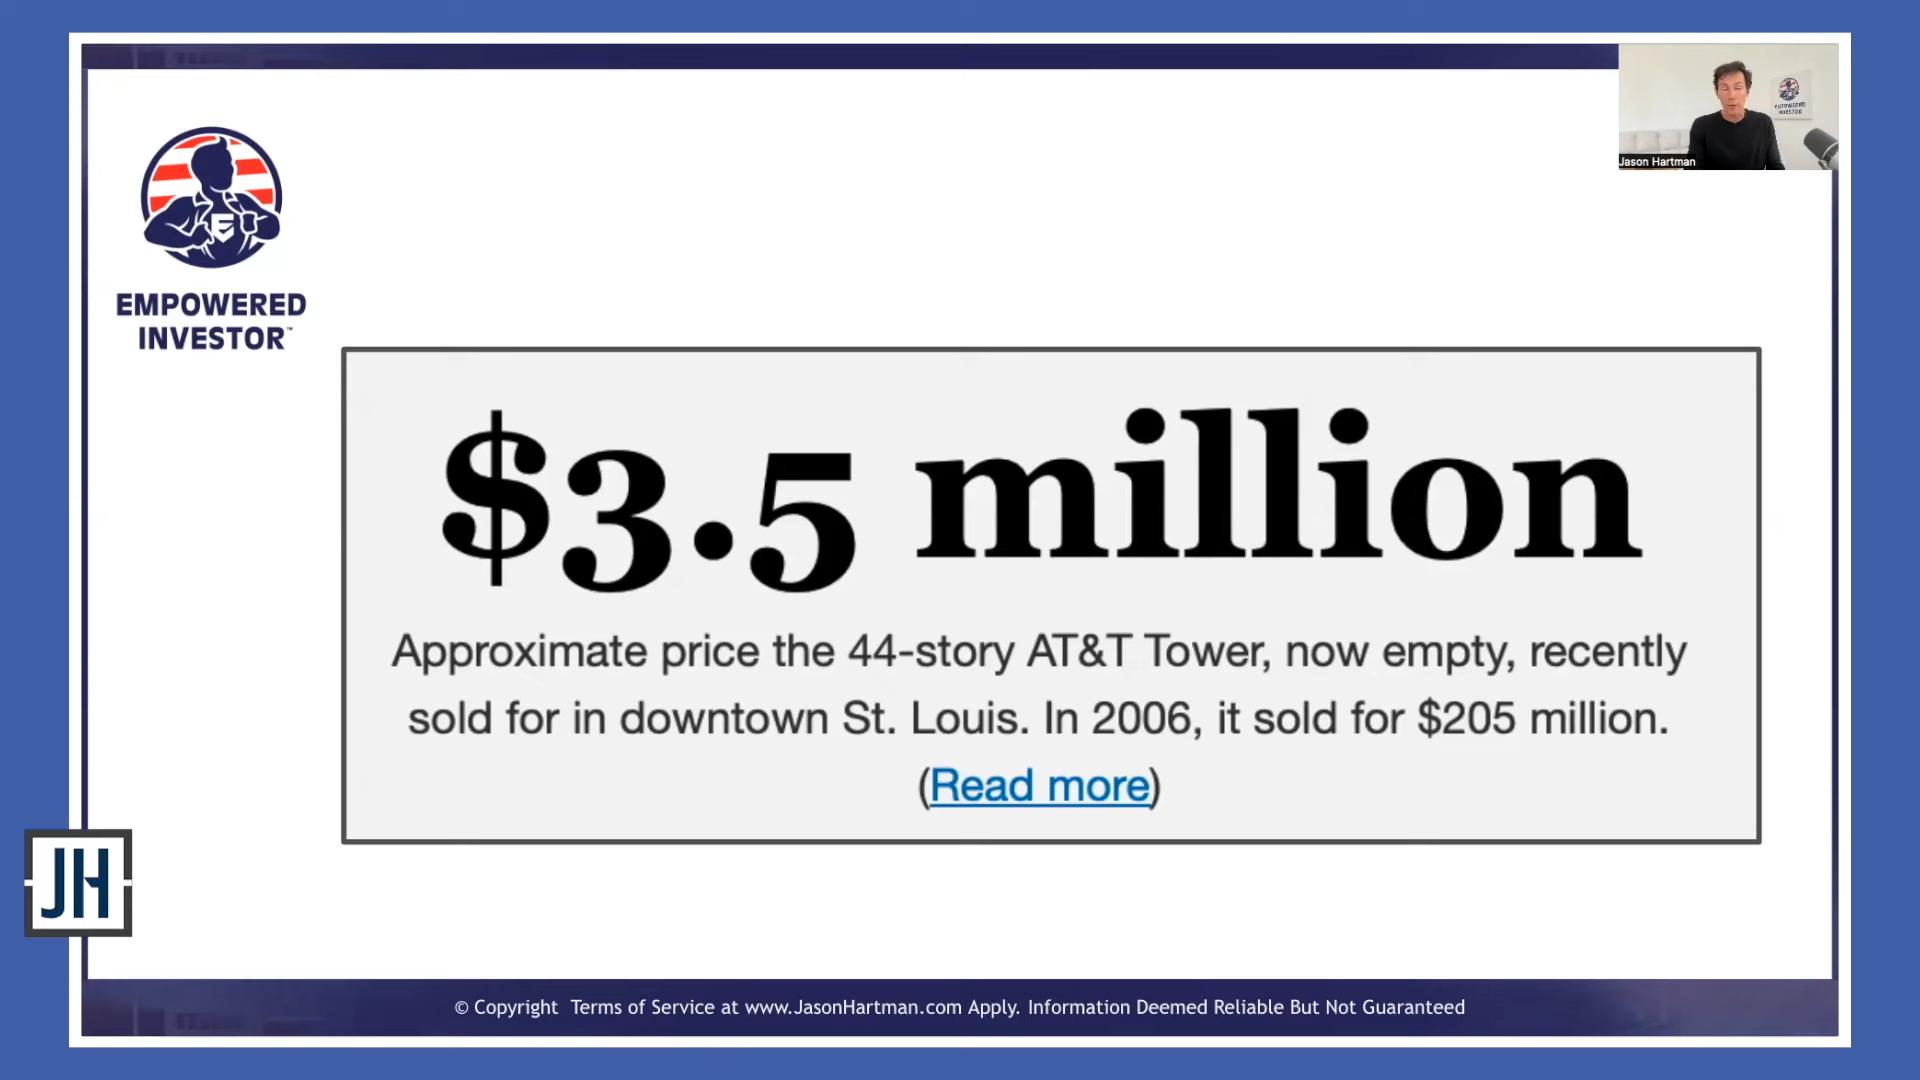 Jason Hartman
EMPOWERED
INVESTOR
E
EMPOWERED
INVESTOR™
$3.5 million
Approximate price the 44-story AT&T Tower, now empty, recently
sold for in downtown St. Louis. In 2006, it sold for $205 million.
(Read more)
JH
© Copyright Terms of Service at www.JasonHartman.com Apply. Information Deemed Reliable But Not Guaranteed